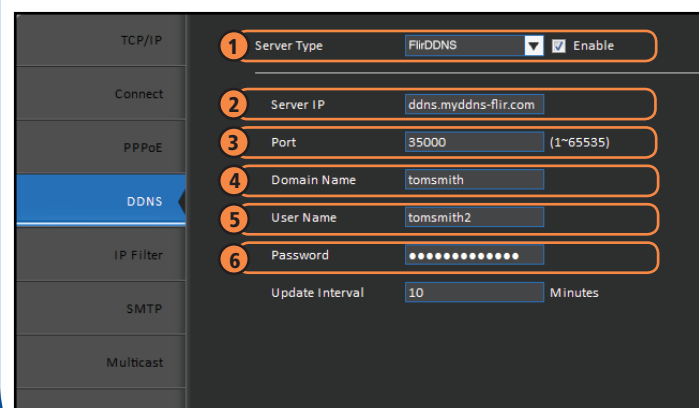 TCP/IP
Connect
PPPoE
DDNS
IP Filter
SMTP
Multicast
1 Server Type FlirDDNS Enable
2 Server IP ddns.myddns-flir.com
3 Port 35000 (1~65535)
4 Domain Name tomsmith
5 User Name tomsmith2
6 Password ●●●●●●●●●●●●●
Update Interval 10 Minutes